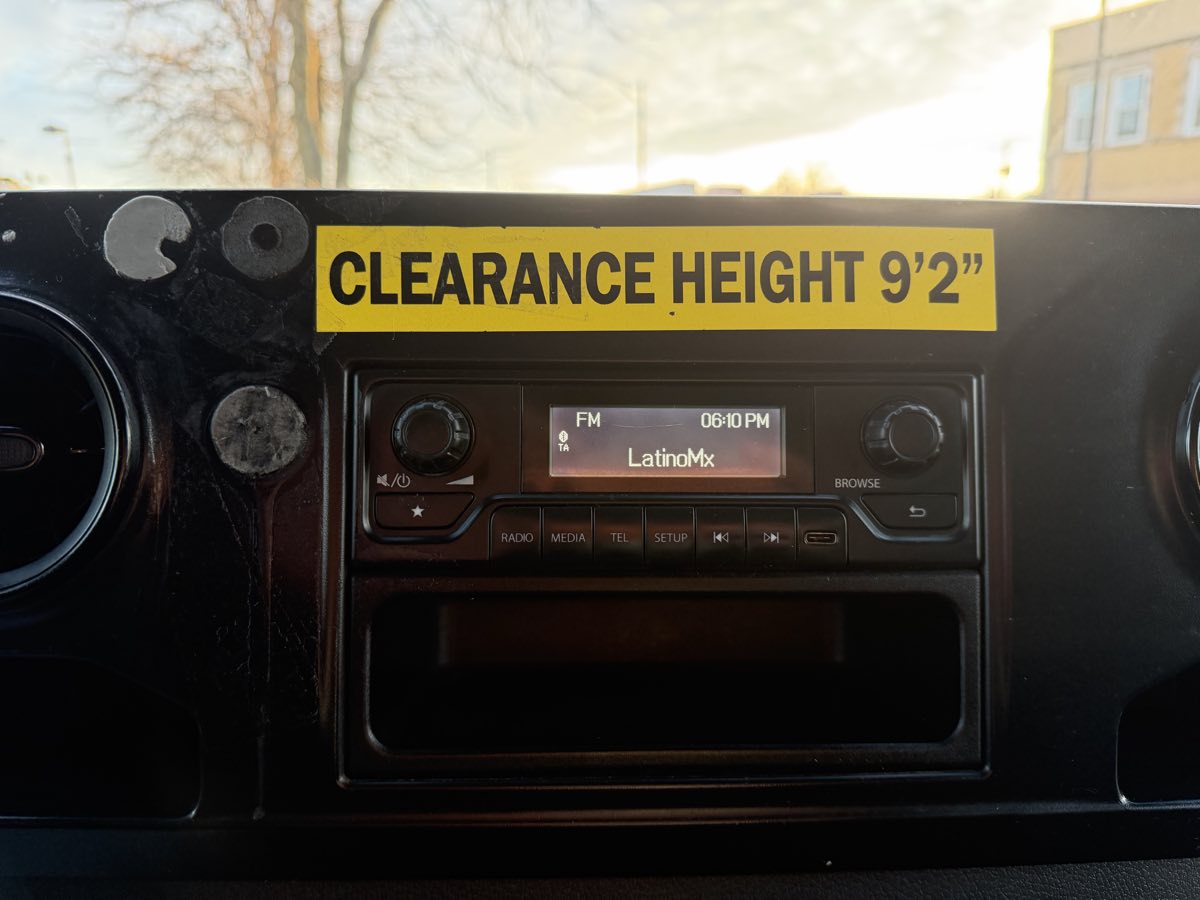 CLEARANCE HEIGHT 9’2”
FM 06:10 PM
TA
LatinoMx
BROWSE
RADIO MEDIA TEL SETUP